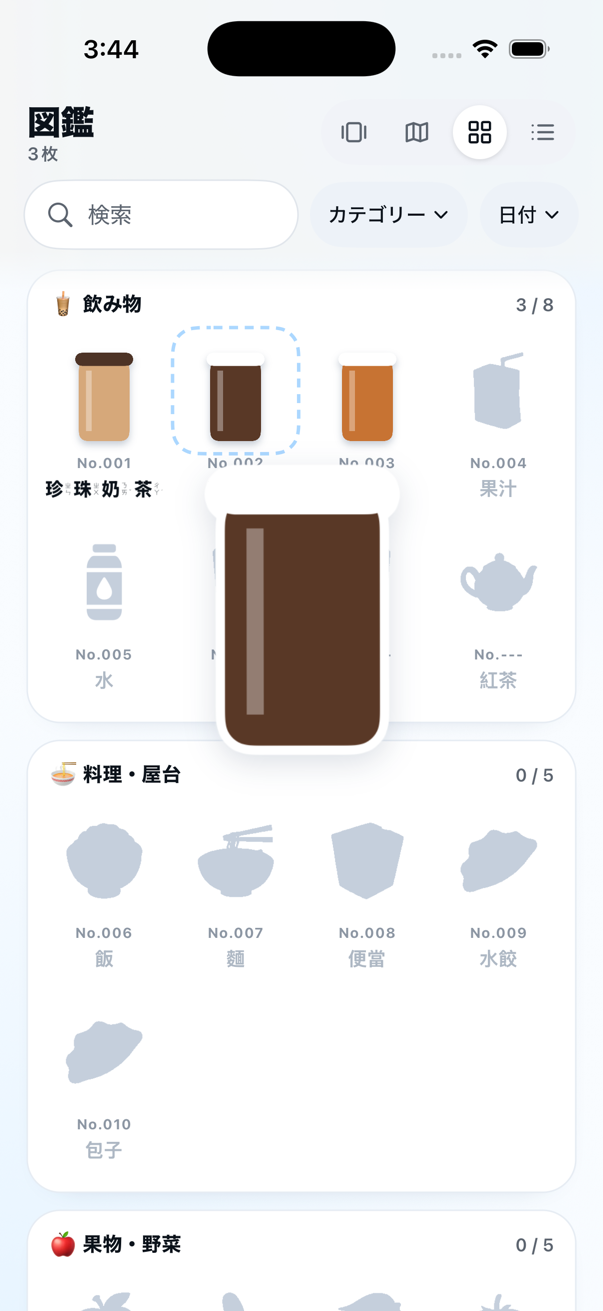 3:44
図鑑
3枚
検索
カテゴリー
日付
飲み物
3 / 8
No.001
No.002
No.003
No.004
珍珠奶茶
果汁
No.005
No.---
水
紅茶
料理・屋台
0 / 5
No.006
No.007
No.008
No.009
飯
麵
便當
水餃
No.010
包子
果物・野菜
0 / 5